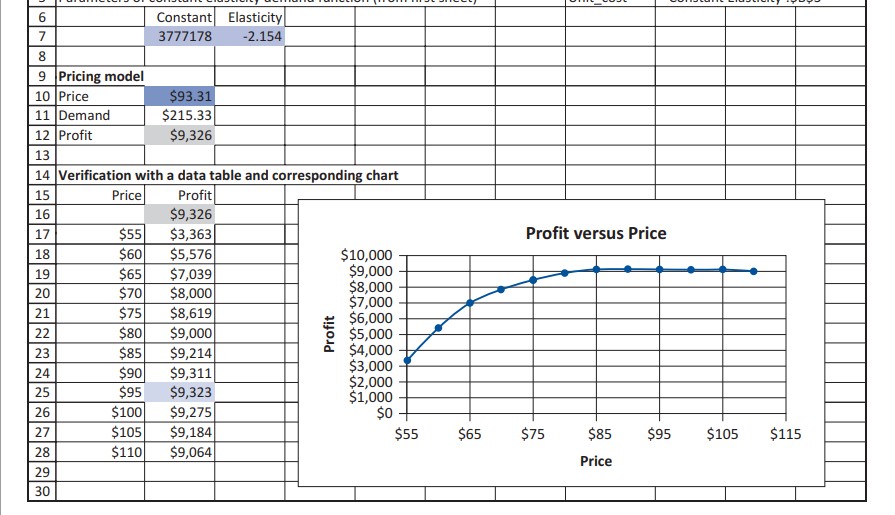 6 Constant Elasticity
7 3777178 -2.154
8
9 Pricing model
10 Price $93.31
11 Demand $215.33
12 Profit $9,326
13
14 Verification with a data table and corresponding chart
15 Price Profit
16 $9,326
17 $55 $3,363
18 $60 $5,576
19 $65 $7,039
20 $70 $8,000
21 $75 $8,619
22 $80 $9,000
23 $85 $9,214
24 $90 $9,311
25 $95 $9,323
26 $100 $9,275
27 $105 $9,184
28 $110 $9,064
29
30
Profit versus Price
$10,000
$9,000
$8,000
$7,000
$6,000
$5,000
$4,000
$3,000
$2,000
$1,000
$0
Profit
$55 $65 $75 $85 $95 $105 $115
Price